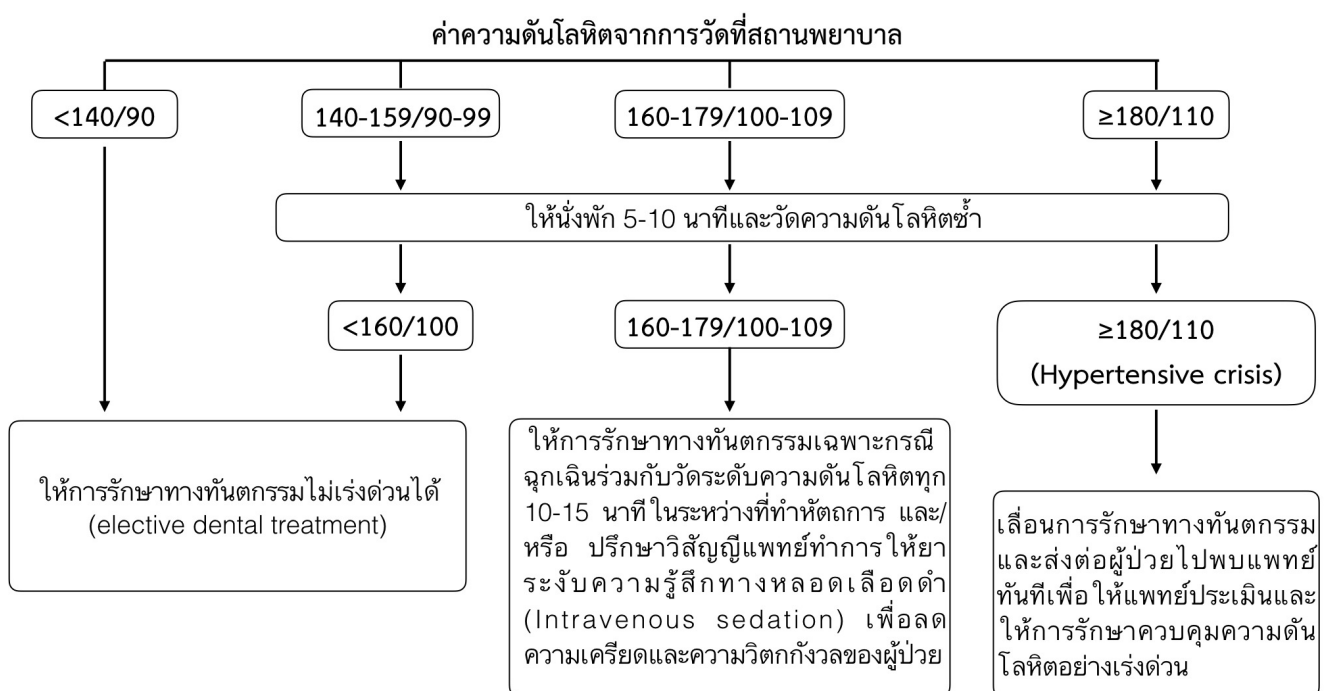 ค่าความดันโลหิตจากการวัดที่สถานพยาบาล
<140/90
140-159/90-99
160-179/100-109
≥180/110
ให้นั่งพัก 5-10 นาทีและวัดความดันโลหิตซ้ำ
<160/100
160-179/100-109
≥180/110
(Hypertensive crisis)
ให้การรักษาทางทันตกรรมไม่เร่งด่วนได้
(elective dental treatment)
ให้การรักษาทางทันตกรรมเฉพาะกรณี
ฉุกเฉินร่วมกับวัดระดับความดันโลหิตทุก
10-15 นาทีในระหว่างที่ทำหัตถการ และ/
หรือ ปรึกษาวิสัญญีแพทย์ทำการให้ยา
ระงับความรู้สึกทางหลอดเลือดดำ
(Intravenous sedation) เพื่อลด
ความเครียดและความวิตกกังวลของผู้ป่วย
เลื่อนการรักษาทางทันตกรรม
และส่งต่อผู้ป่วยไปพบแพทย์
ทันทีเพื่อให้แพทย์ประเมินและ
ให้การรักษาควบคุมความดัน
โลหิตอย่างเร่งด่วน